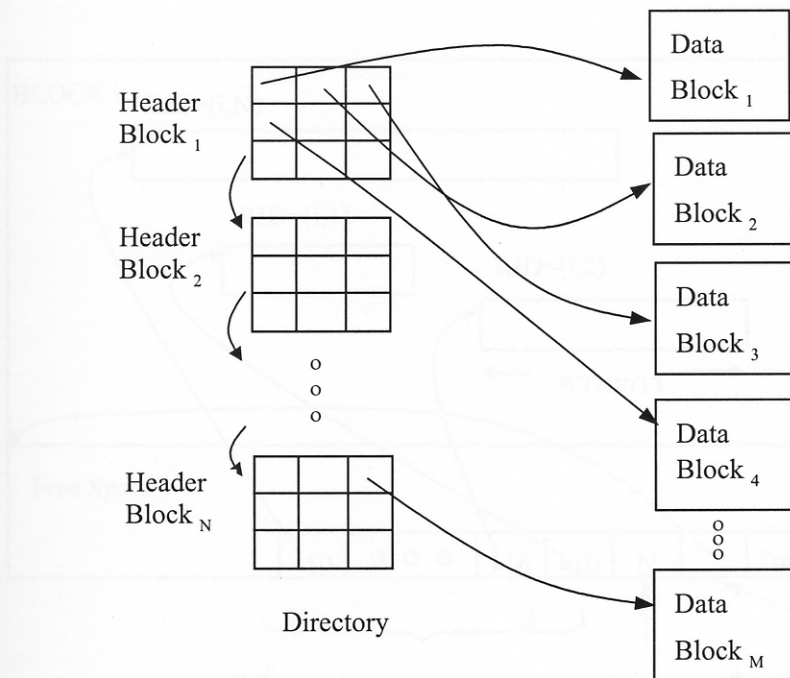 Header
Block 1
Header
Block 2
o
o
o
Header
Block N
Directory
Data
Block 1
Data
Block 2
Data
Block 3
Data
Block 4
o
o
o
Data
Block M